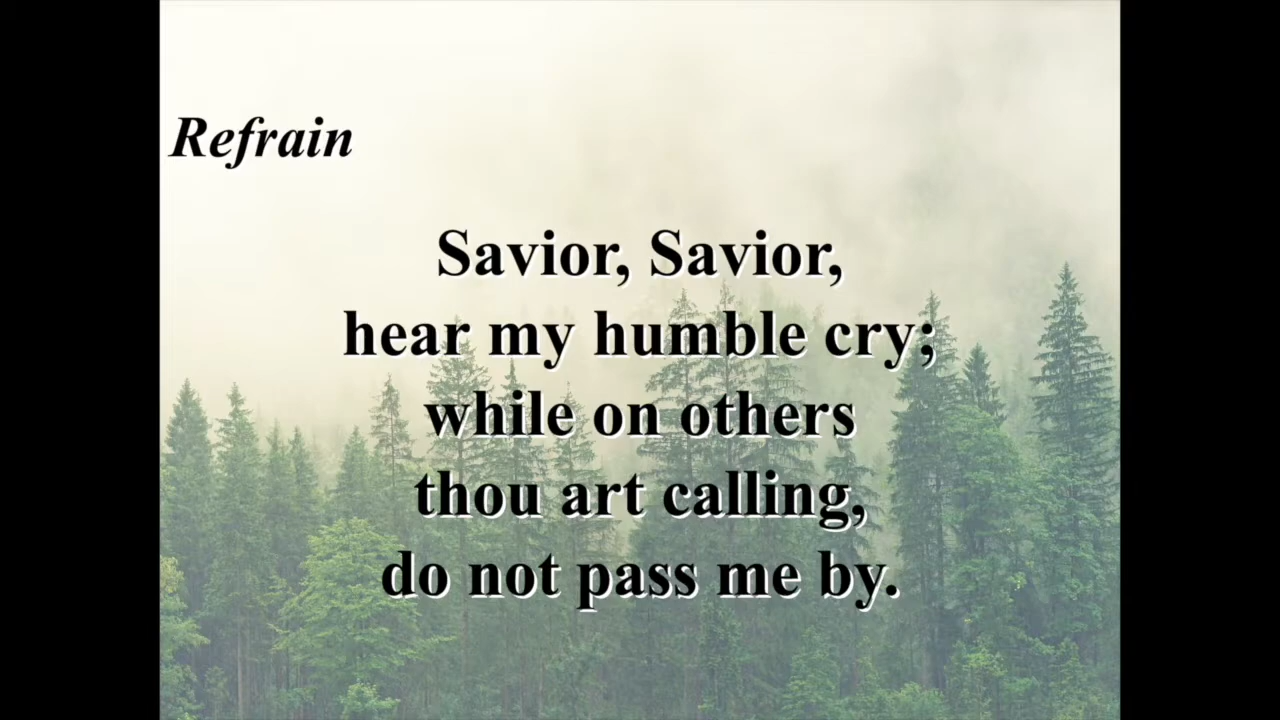 Refrain
Savior, Savior,
hear my humble cry;
while on others
thou art calling,
do not pass me by.